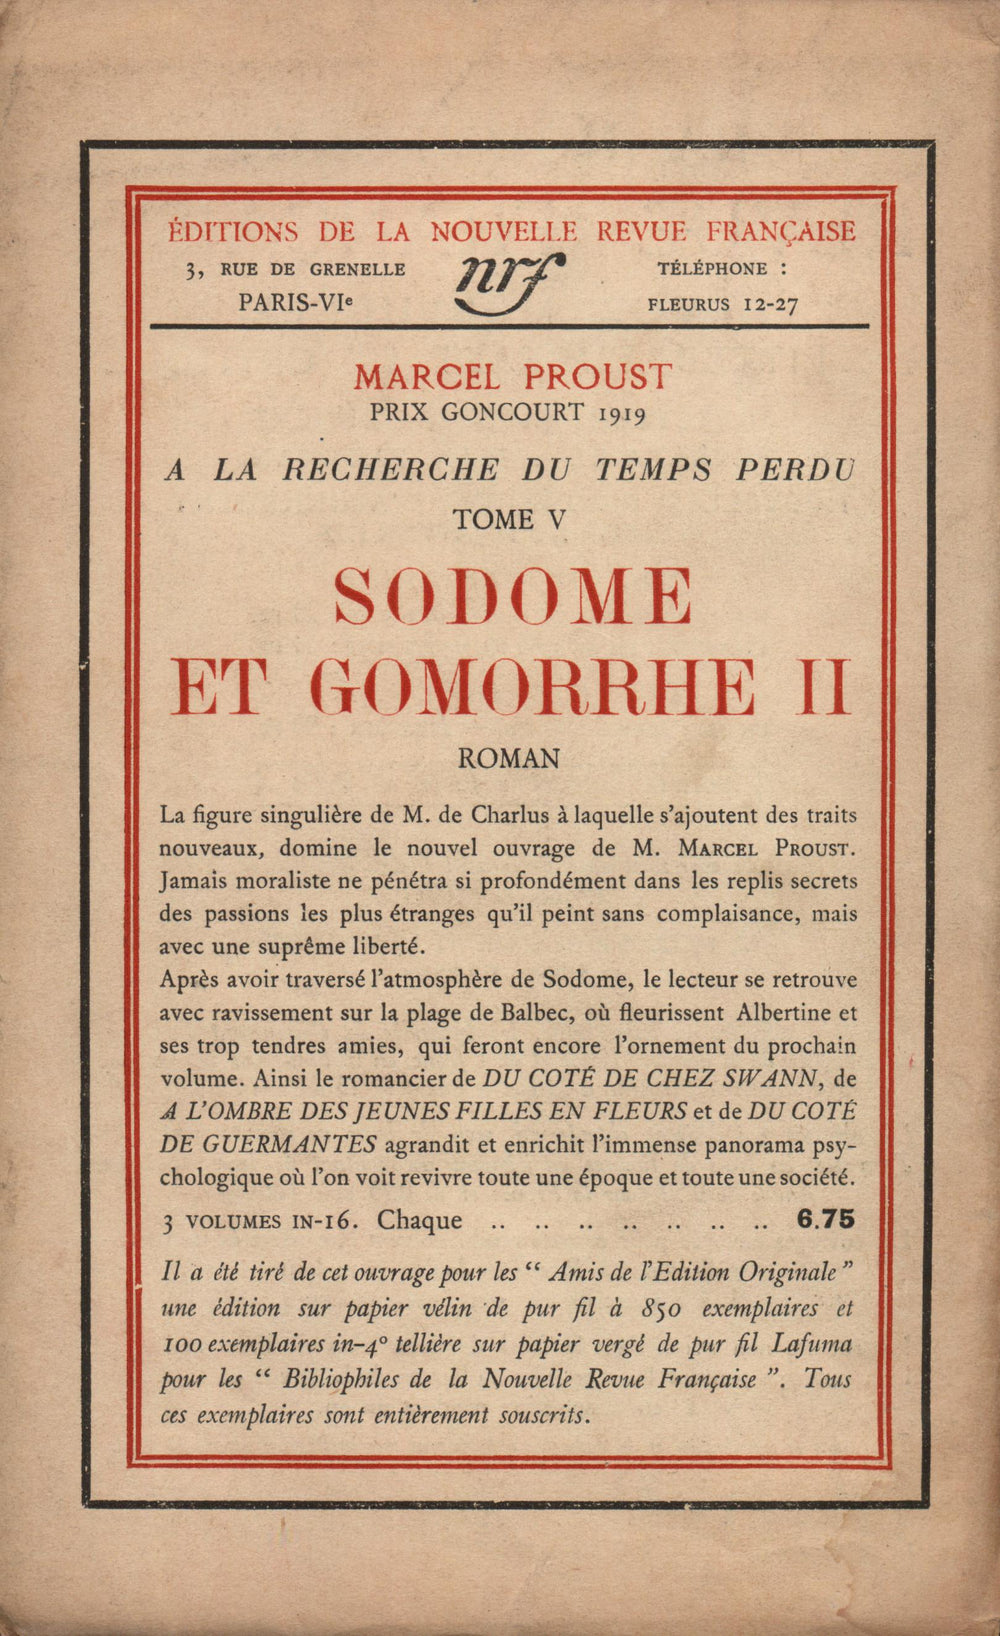 ÉDITIONS DE LA NOUVELLE REVUE FRANÇAISE
3, RUE DE GRENELLE
PARIS-VIe
nrf
TÉLÉPHONE :
FLEURUS 12-27
MARCEL PROUST
PRIX GONCOURT 1919
A LA RECHERCHE DU TEMPS PERDU
TOME V
SODOME
ET GOMORRHE II
ROMAN
La figure singulière de M. de Charlus à laquelle s'ajoutent des traits
nouveaux, domine le nouvel ouvrage de M. MARCEL PROUST.
Jamais moraliste ne pénétra si profondément dans les replis secrets
des passions les plus étranges qu'il peint sans complaisance, mais
avec une suprême liberté.
Après avoir traversé l'atmosphère de Sodome, le lecteur se retrouve
avec ravissement sur la plage de Balbec, où fleurissent Albertine et
ses trop tendres amies, qui feront encore l'ornement du prochain
volume. Ainsi le romancier de DU COTÉ DE CHEZ SWANN, de
A L'OMBRE DES JEUNES FILLES EN FLEURS et de DU COTÉ
DE GUERMANTES agrandit et enrichit l'immense panorama psy-
chologique où l'on voit revivre toute une époque et toute une société.
3 VOLUMES IN-16. Chaque .. .. .. .. .. .. .. 6.75
Il a été tiré de cet ouvrage pour les “ Amis de l'Edition Originale ”
une édition sur papier vélin de pur fil à 850 exemplaires et
100 exemplaires in-4° tellière sur papier vergé de pur fil Lafuma
pour les “ Bibliophiles de la Nouvelle Revue Française ”. Tous
ces exemplaires sont entièrement souscrits.